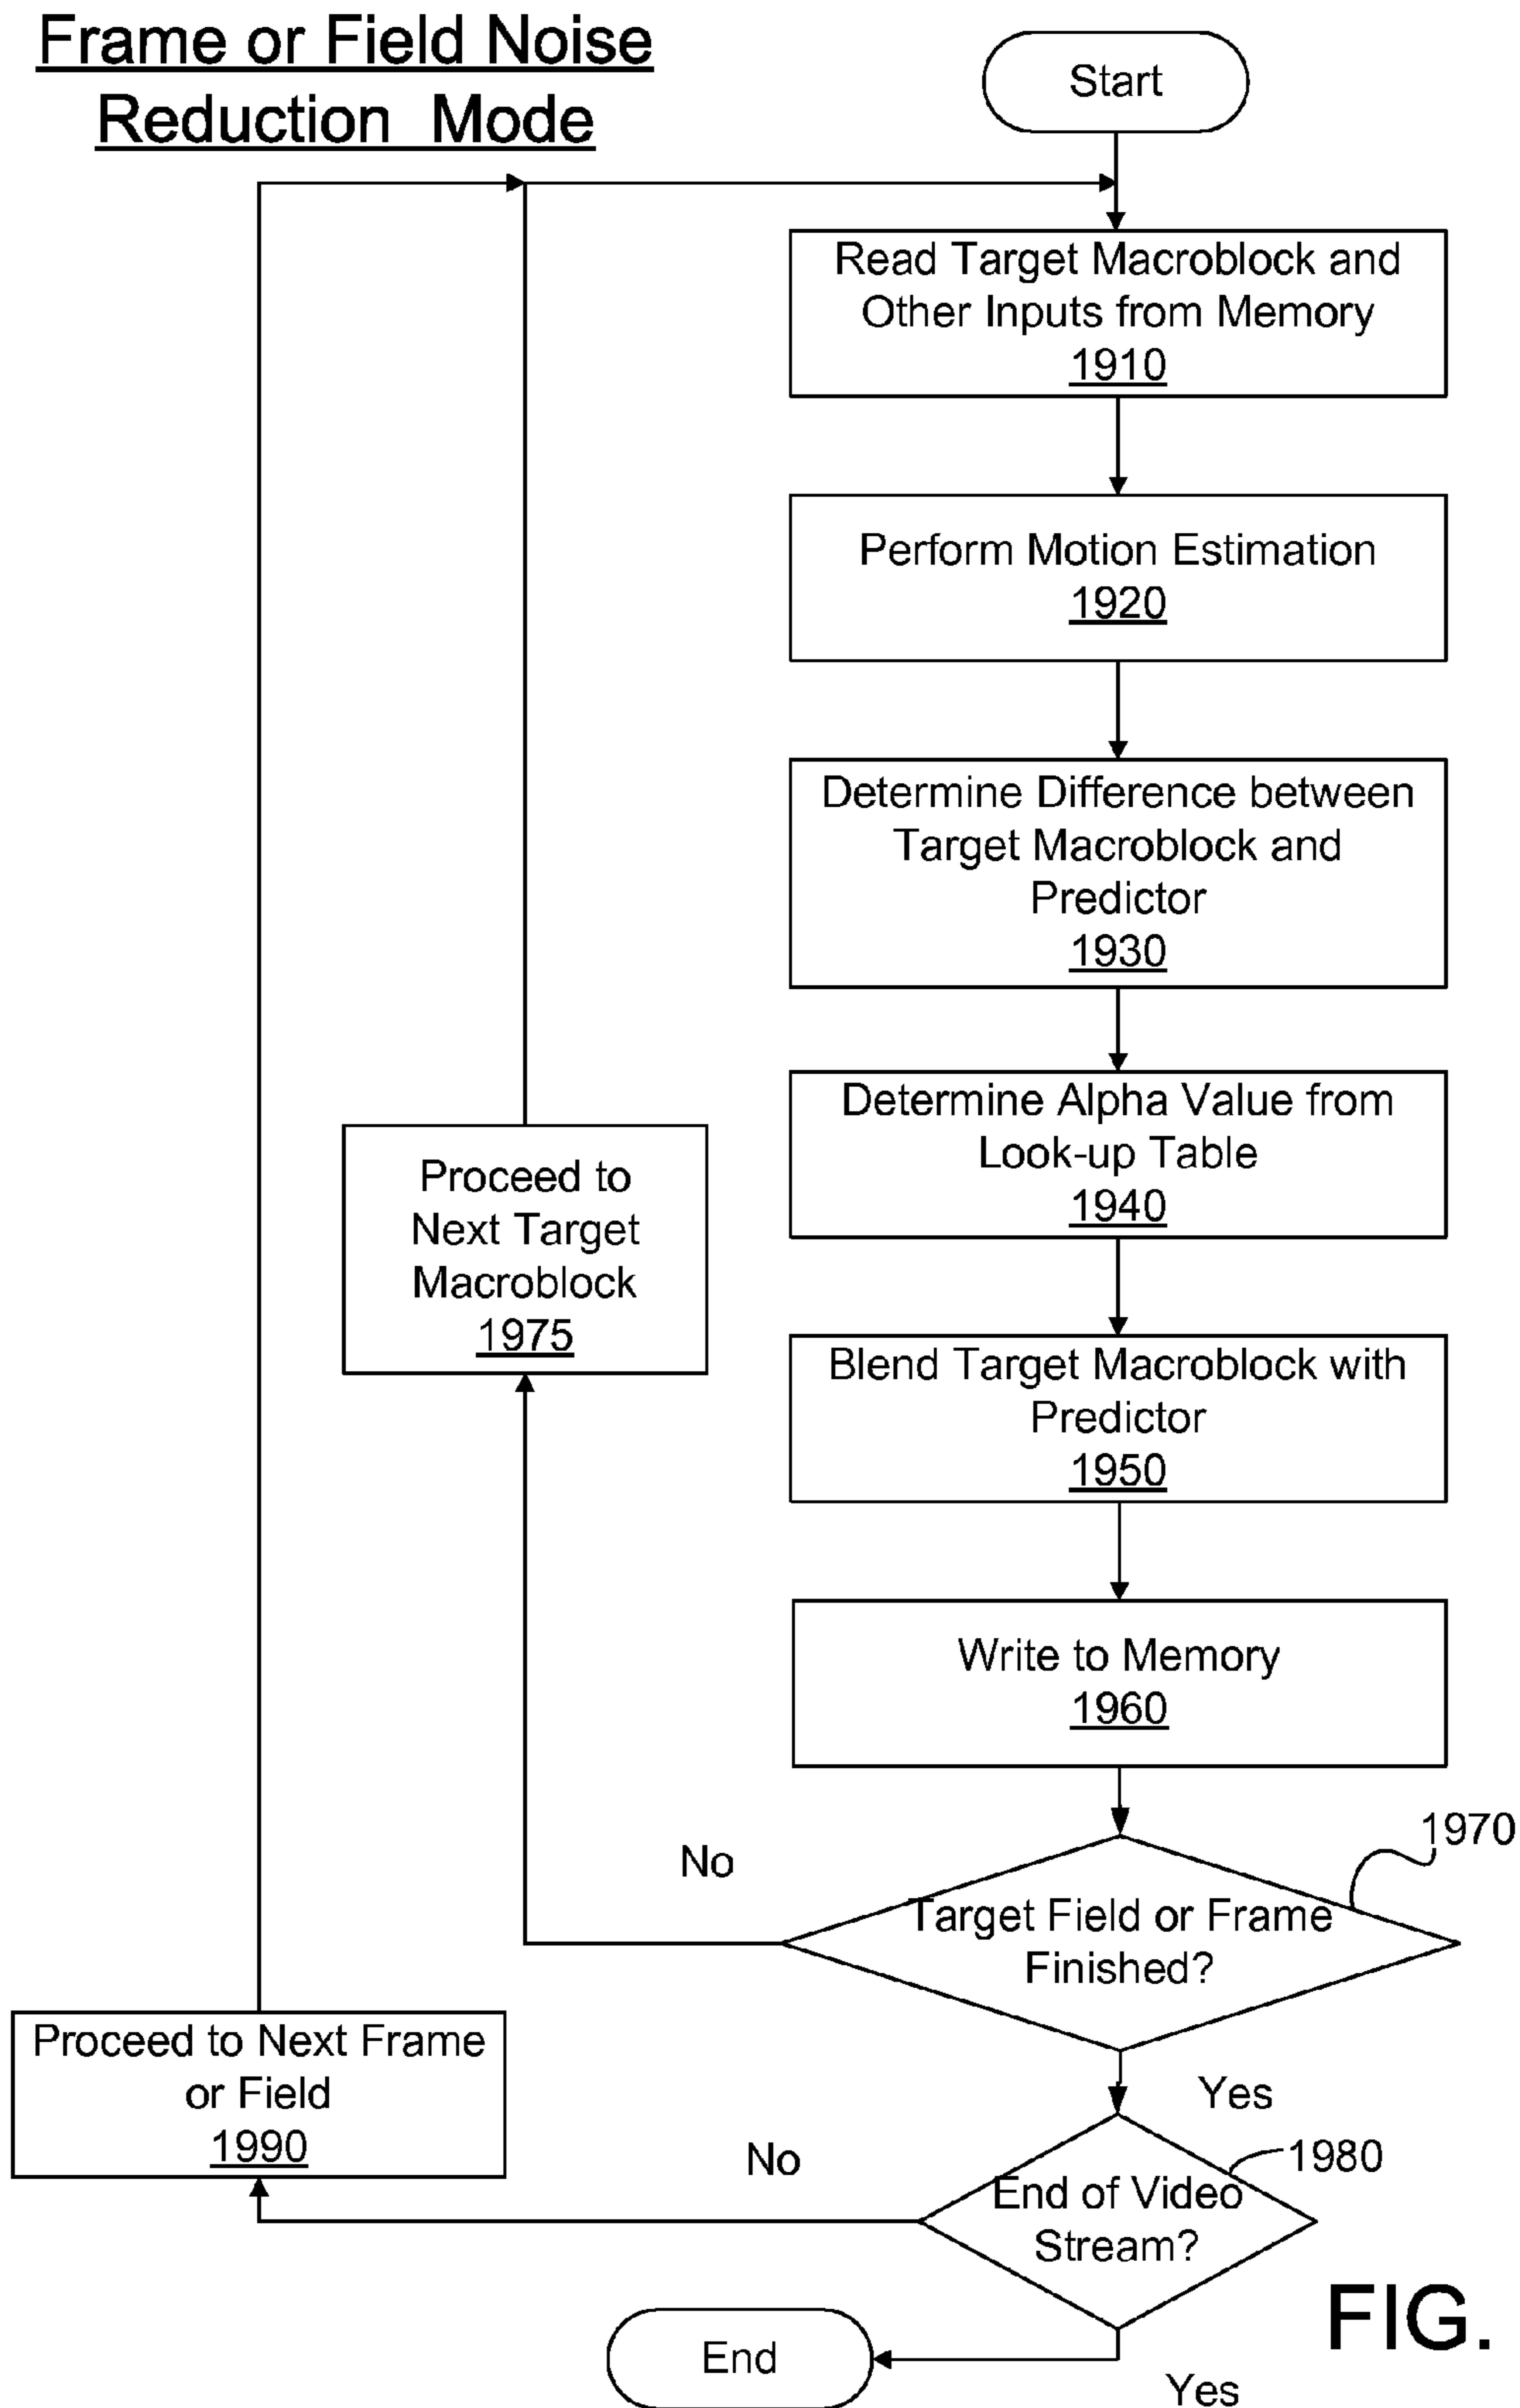 Frame or Field Noise
Reduction Mode
Start
Read Target Macroblock and
Other Inputs from Memory
1910
Perform Motion Estimation
1920
Determine Difference between
Target Macroblock and
Predictor
1930
Determine Alpha Value from
Look-up Table
1940
Proceed to
Next Target
Macroblock
1975
Blend Target Macroblock with
Predictor
1950
Write to Memory
1960
1970
No
Target Field or Frame
Finished?
Proceed to Next Frame
or Field
1990
Yes
No
1980
End of Video
Stream?
FIG.
End
Yes